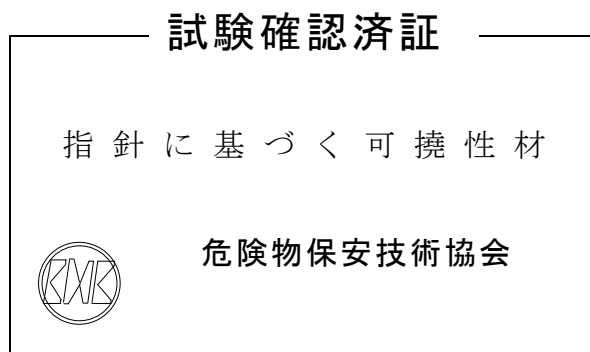 試験確認済証
指針に基づく可撓性材
危険物保安技術協会